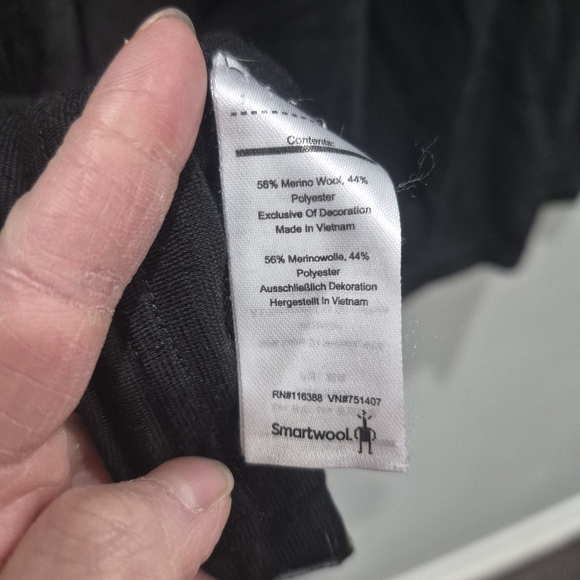 Contents:
56% Merino Wool, 44%
Polyester
Exclusive Of Decoration
Made In Vietnam
56% Merinowolle, 44%
Polyester
Ausschließlich Dekoration
Hergestellt In Vietnam
RN#116388 VN#751407
Smartwool.